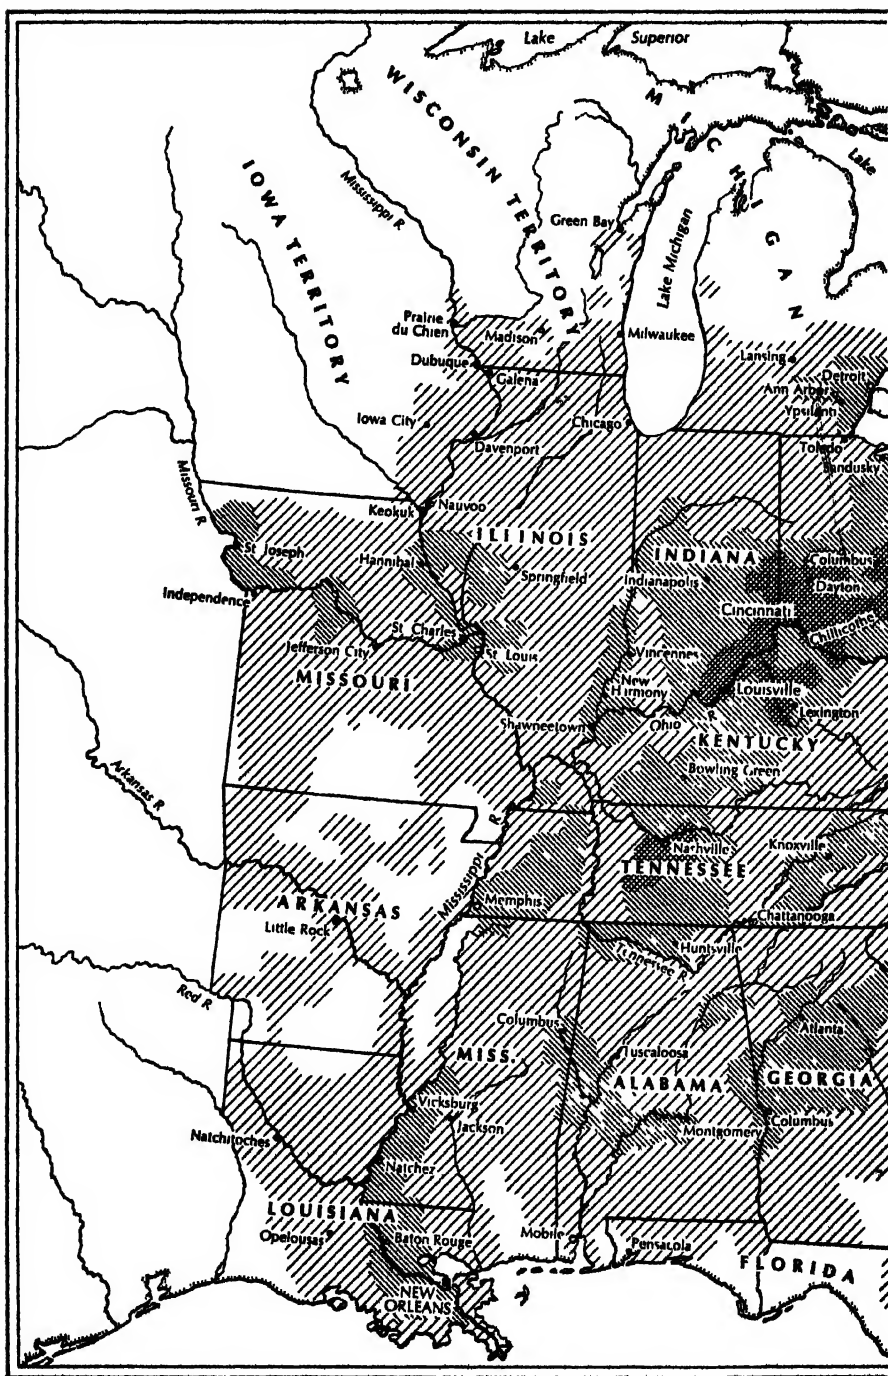 Lake Superior
WISCONSIN TERRITORY
MICHIGAN
Lake
IOWA TERRITORY
Mississippi R
Green Bay
Lake Michigan
Prairie
du Chien
Madison
Milwaukee
Lansing
Dubuque
Galena
Detroit
Ann Arbor
Ypsilanti
Iowa City
Chicago
Davenport
Toledo
Sandusky
Missouri R
Keokuk
Nauvoo
ILLINOIS
St Joseph
Hannibal
INDIANA
Columbus
Springfield
Indianapolis
Dayton
Independence
Cincinnati
St Charles
Chillicothe
Jefferson City
St Louis
Vincennes
MISSOURI
New
Harmony
Louisville
Lexington
Shawneetown
Ohio R
KENTUCKY
Arkansas R
Bowling Green
Mississippi R
Nashville
Knoxville
TENNESSEE
ARKANSAS
Memphis
Little Rock
Chattanooga
Tennessee R
Huntsville
Red R
Columbus
Atlanta
MISS.
Tuscaloosa
ALABAMA
GEORGIA
Vicksburg
Jackson
Montgomery
Columbus
Natchitoches
Natchez
LOUISIANA
Opelousas
Baton Rouge
Mobile
Pensacola
FLORIDA
NEW
ORLEANS